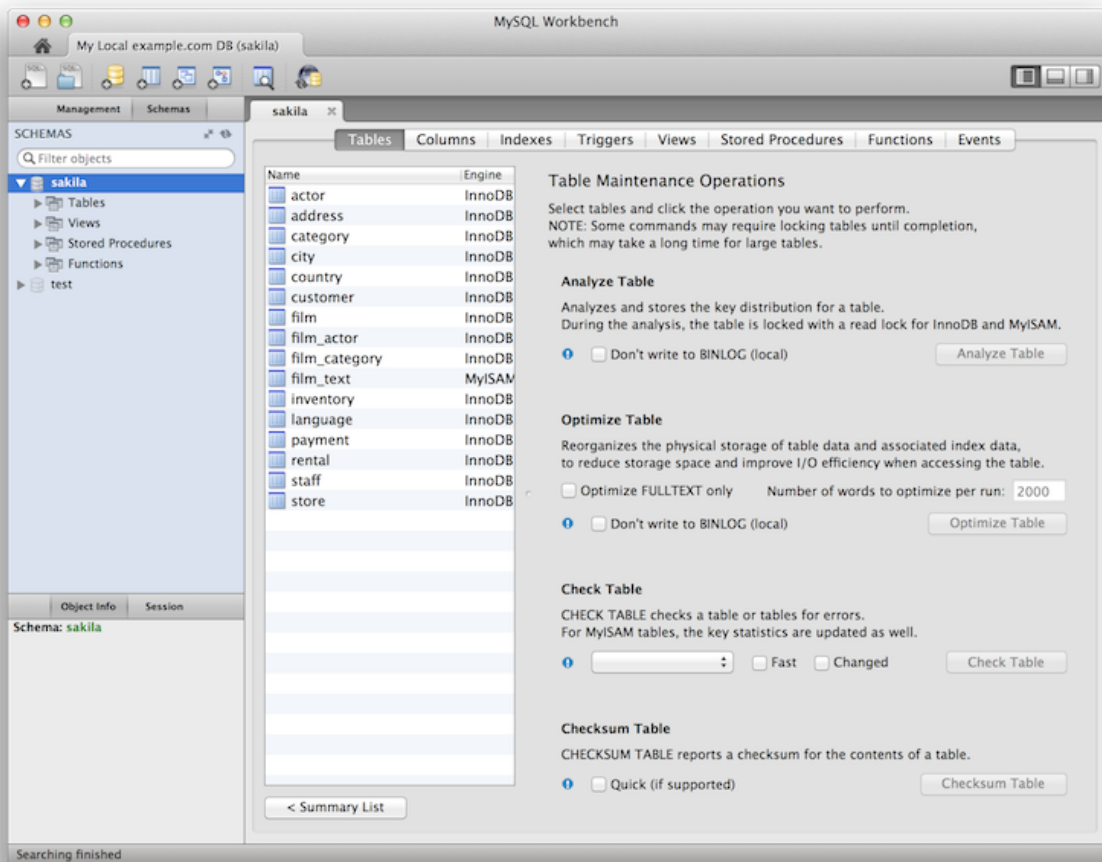 MySQL Workbench
My Local example.com DB (sakila)
Management Schemas
SCHEMAS
Filter objects
sakila
Tables
Views
Stored Procedures
Functions
test
Object Info Session
Schema: sakila
sakila
Tables Columns Indexes Triggers Views Stored Procedures Functions Events
Name Engine
actor InnoDB
address InnoDB
category InnoDB
city InnoDB
country InnoDB
customer InnoDB
film InnoDB
film_actor InnoDB
film_category InnoDB
film_text MyISAM
inventory InnoDB
language InnoDB
payment InnoDB
rental InnoDB
staff InnoDB
store InnoDB
< Summary List
Table Maintenance Operations
Select tables and click the operation you want to perform.
NOTE: Some commands may require locking tables until completion,
which may take a long time for large tables.
Analyze Table
Analyzes and stores the key distribution for a table.
During the analysis, the table is locked with a read lock for InnoDB and MyISAM.
Don't write to BINLOG (local) Analyze Table
Optimize Table
Reorganizes the physical storage of table data and associated index data,
to reduce storage space and improve I/O efficiency when accessing the table.
Optimize FULLTEXT only Number of words to optimize per run: 2000
Don't write to BINLOG (local) Optimize Table
Check Table
CHECK TABLE checks a table or tables for errors.
For MyISAM tables, the key statistics are updated as well.
Fast Changed Check Table
Checksum Table
CHECKSUM TABLE reports a checksum for the contents of a table.
Quick (if supported) Checksum Table
Searching finished